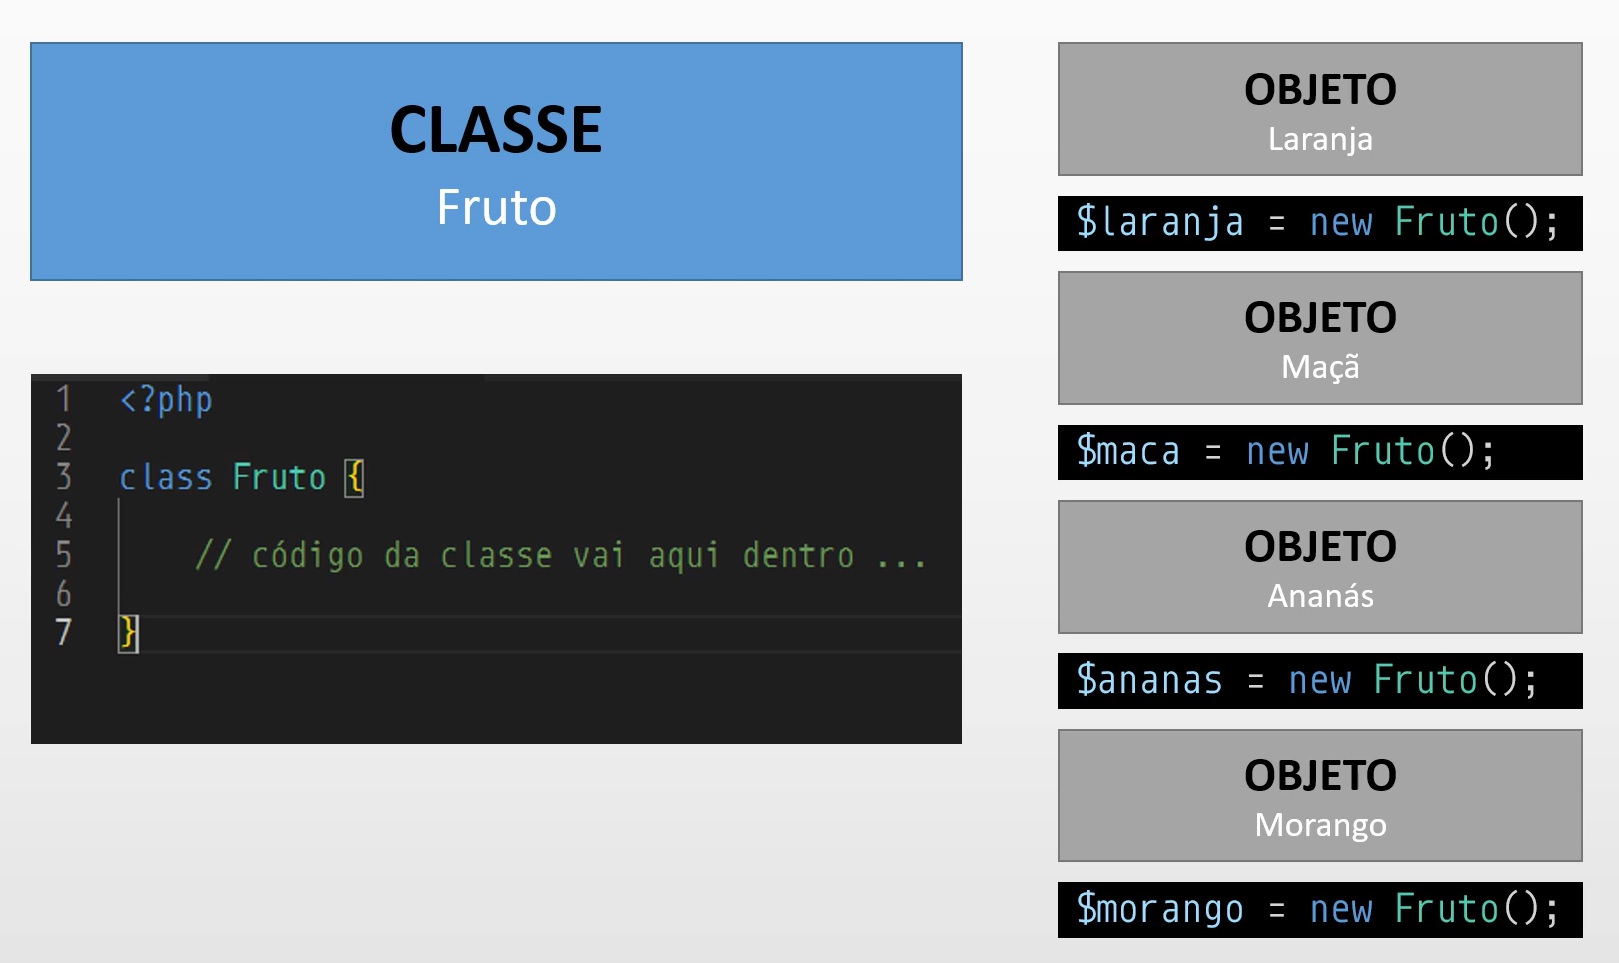 CLASSE
Fruto
1 <?php
2
3 class Fruto {
4
5 // código da classe vai aqui dentro ...
6
7 }
OBJETO
Laranja
$laranja = new Fruto();
OBJETO
Maçã
$maca = new Fruto();
OBJETO
Ananás
$ananas = new Fruto();
OBJETO
Morango
$morango = new Fruto();